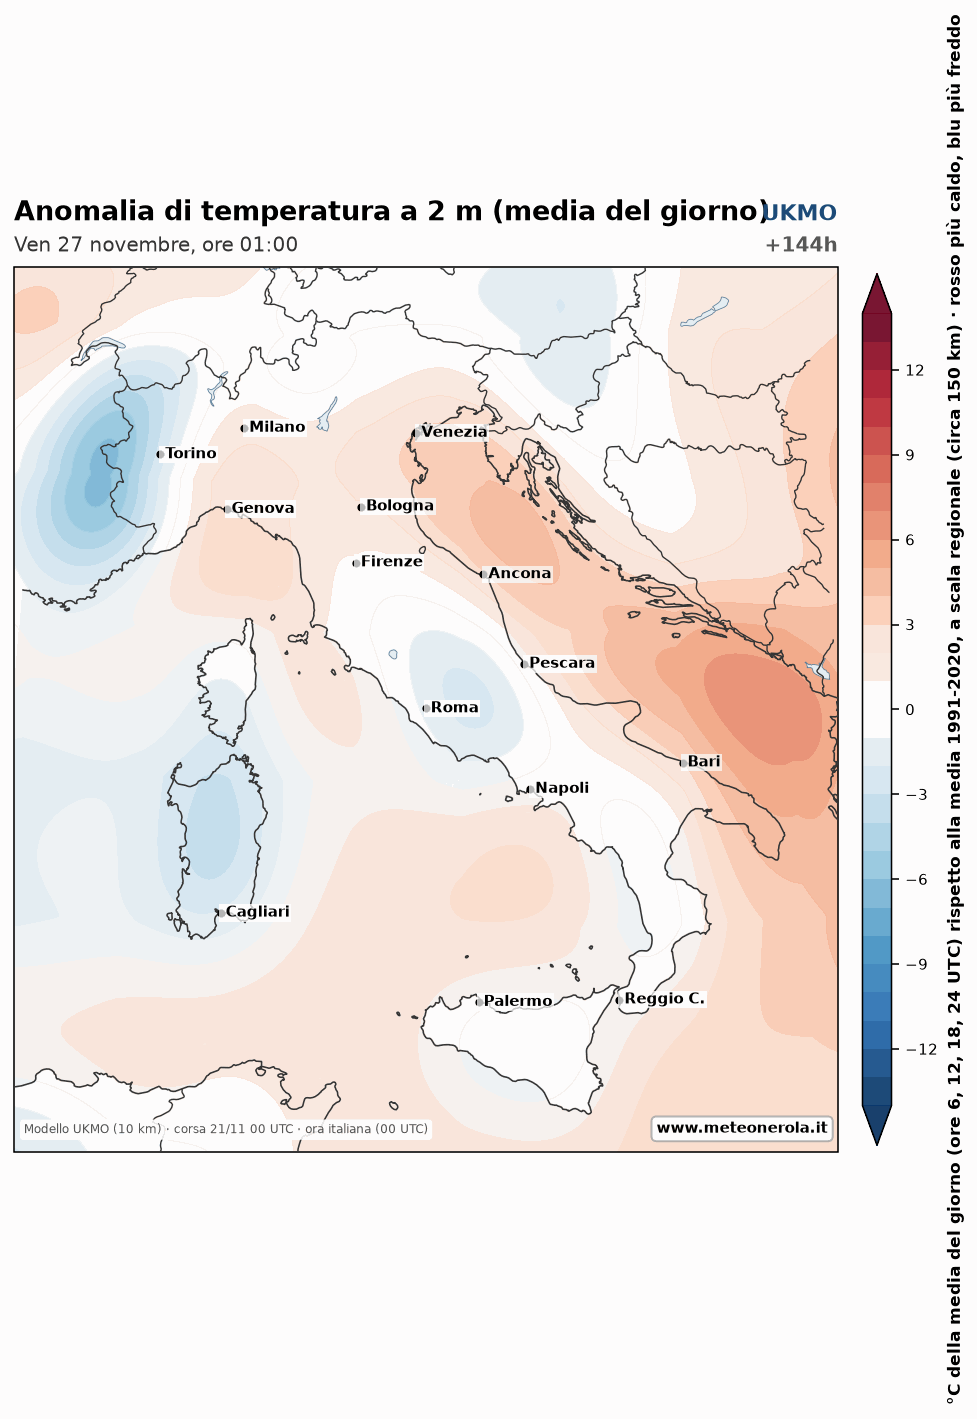 Anomalia di temperatura a 2 m (media del giorno)
UKMO
Ven 27 novembre, ore 01:00
+144h
Milano
Torino
Venezia
Genova
Bologna
Firenze
Ancona
Pescara
Roma
Bari
Napoli
Cagliari
Palermo
Reggio C.
Modello UKMO (10 km) · corsa 21/11 00 UTC · ora italiana (00 UTC)
www.meteonerola.it
12
9
6
3
0
−3
−6
−9
−12
°C della media del giorno (ore 6, 12, 18, 24 UTC) rispetto alla media 1991-2020, a scala regionale (circa 150 km) · rosso più caldo, blu più freddo